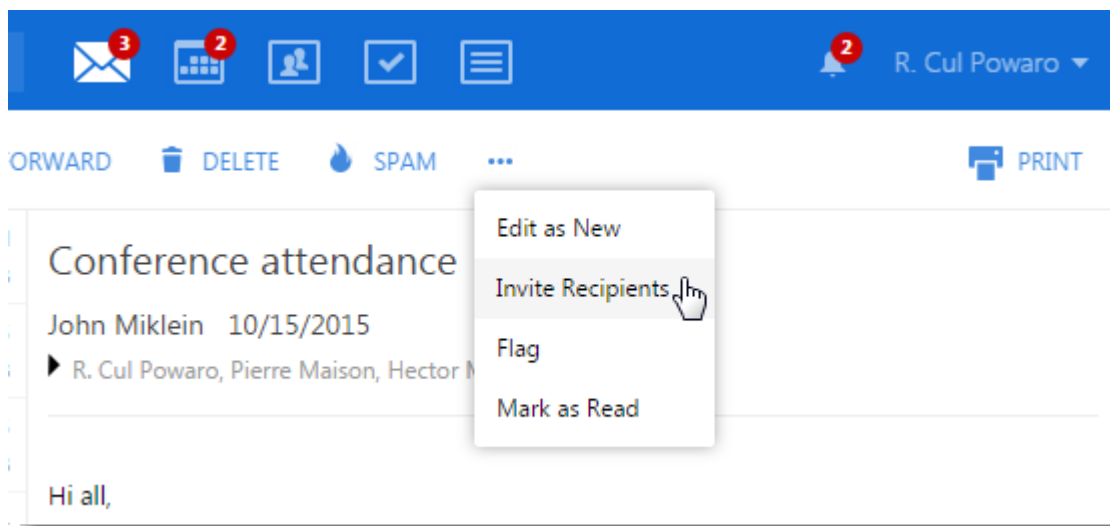 3
2
2
R. Cul Powaro
ORWARD DELETE SPAM ••• PRINT
Edit as New
Conference attendance
Invite Recipients
John Miklein 10/15/2015
Flag
R. Cul Powaro, Pierre Maison, Hector
Mark as Read
Hi all,